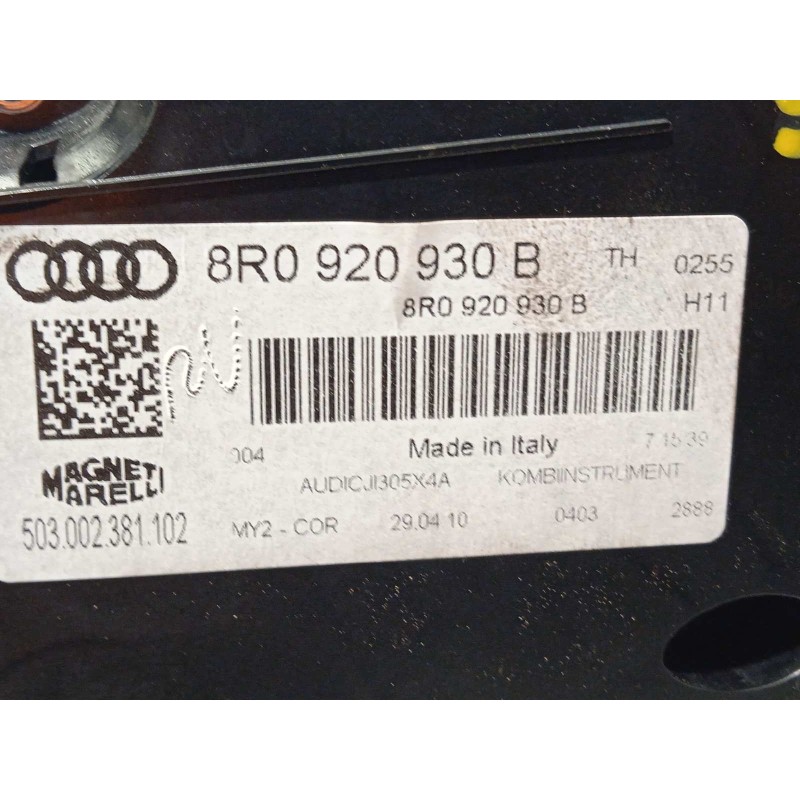 8R0 920 930 B TH 0255
8R0 920 930 B H11
004 Made in Italy 7 15:39
AUDICJI305X4A KOMBIINSTRUMENT
MAGNETI
MARELLI
503.002.381.102 MY2 - COR 29.04.10 0403 2888